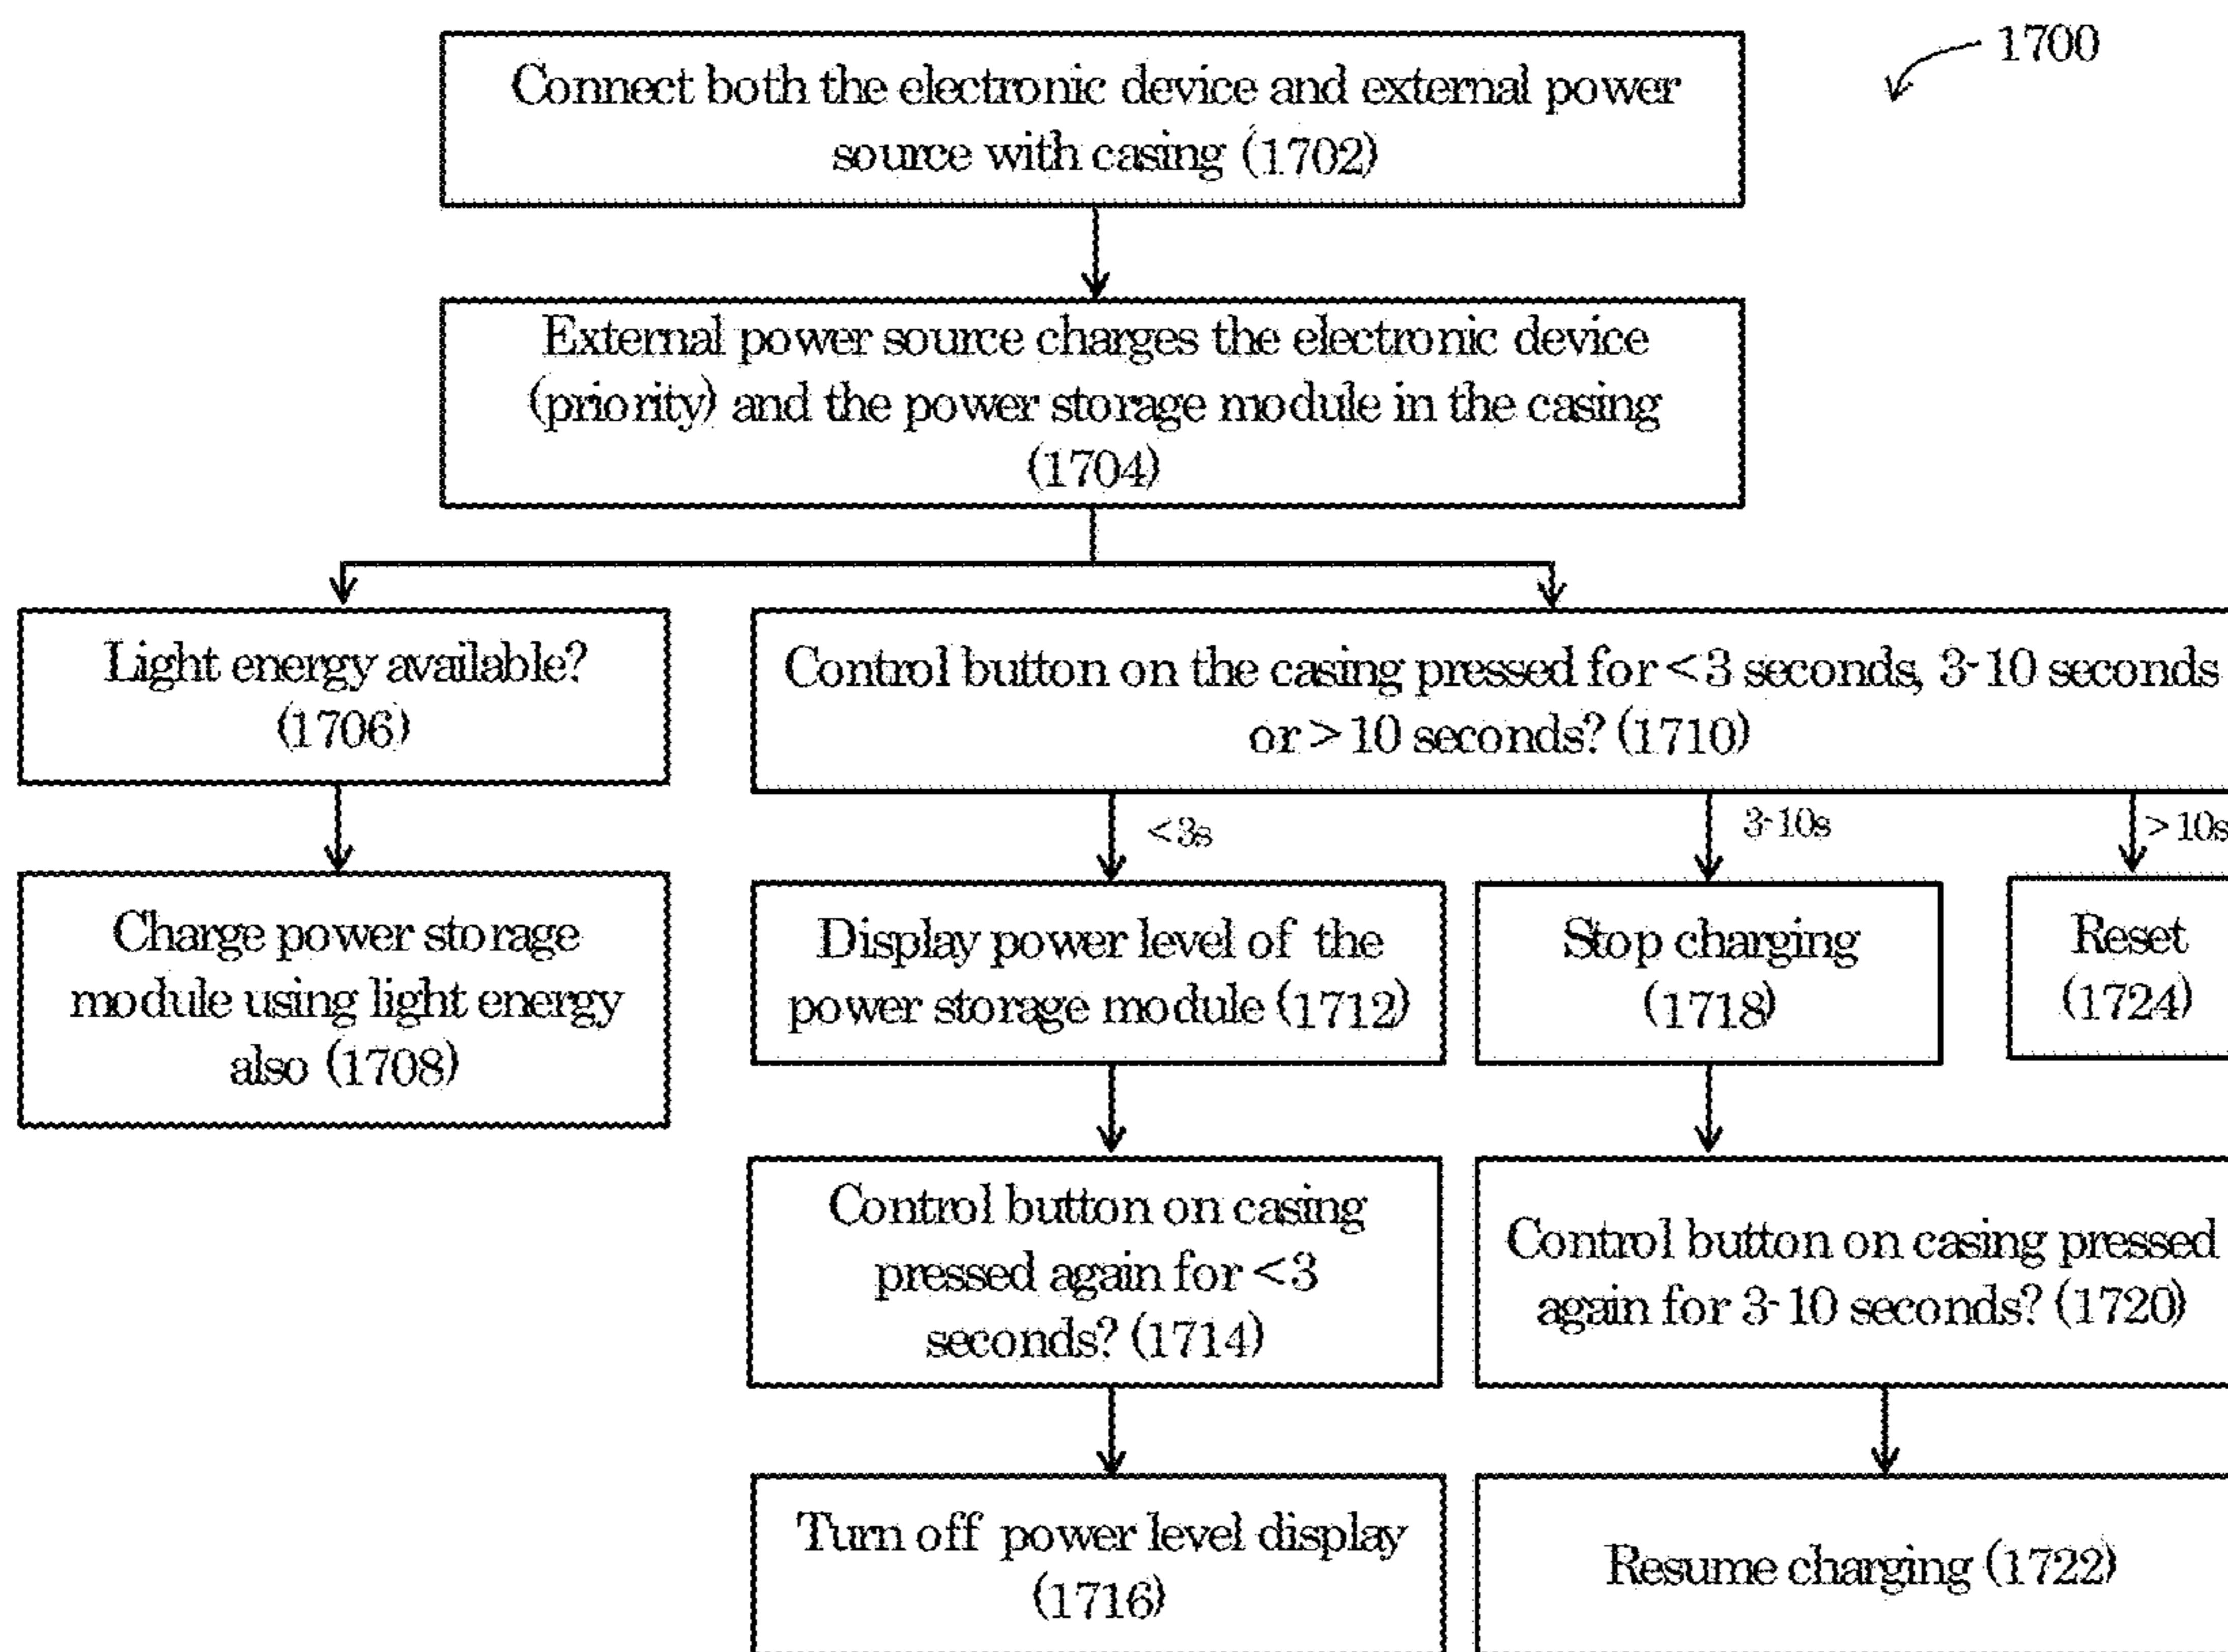 1700
Connect both the electronic device and external power
source with casing (1702)
External power source charges the electronic device
(priority) and the power storage module in the casing
(1704)
Light energy available?
(1706)
Control button on the casing pressed for <3 seconds, 3-10 seconds
or >10 seconds? (1710)
<3s
3-10s
>10s
Charge power storage
module using light energy
also (1708)
Display power level of the
power storage module (1712)
Stop charging
(1718)
Reset
(1724)
Control button on casing
pressed again for <3
seconds? (1714)
Control button on casing pressed
again for 3-10 seconds? (1720)
Turn off power level display
(1716)
Resume charging (1722)